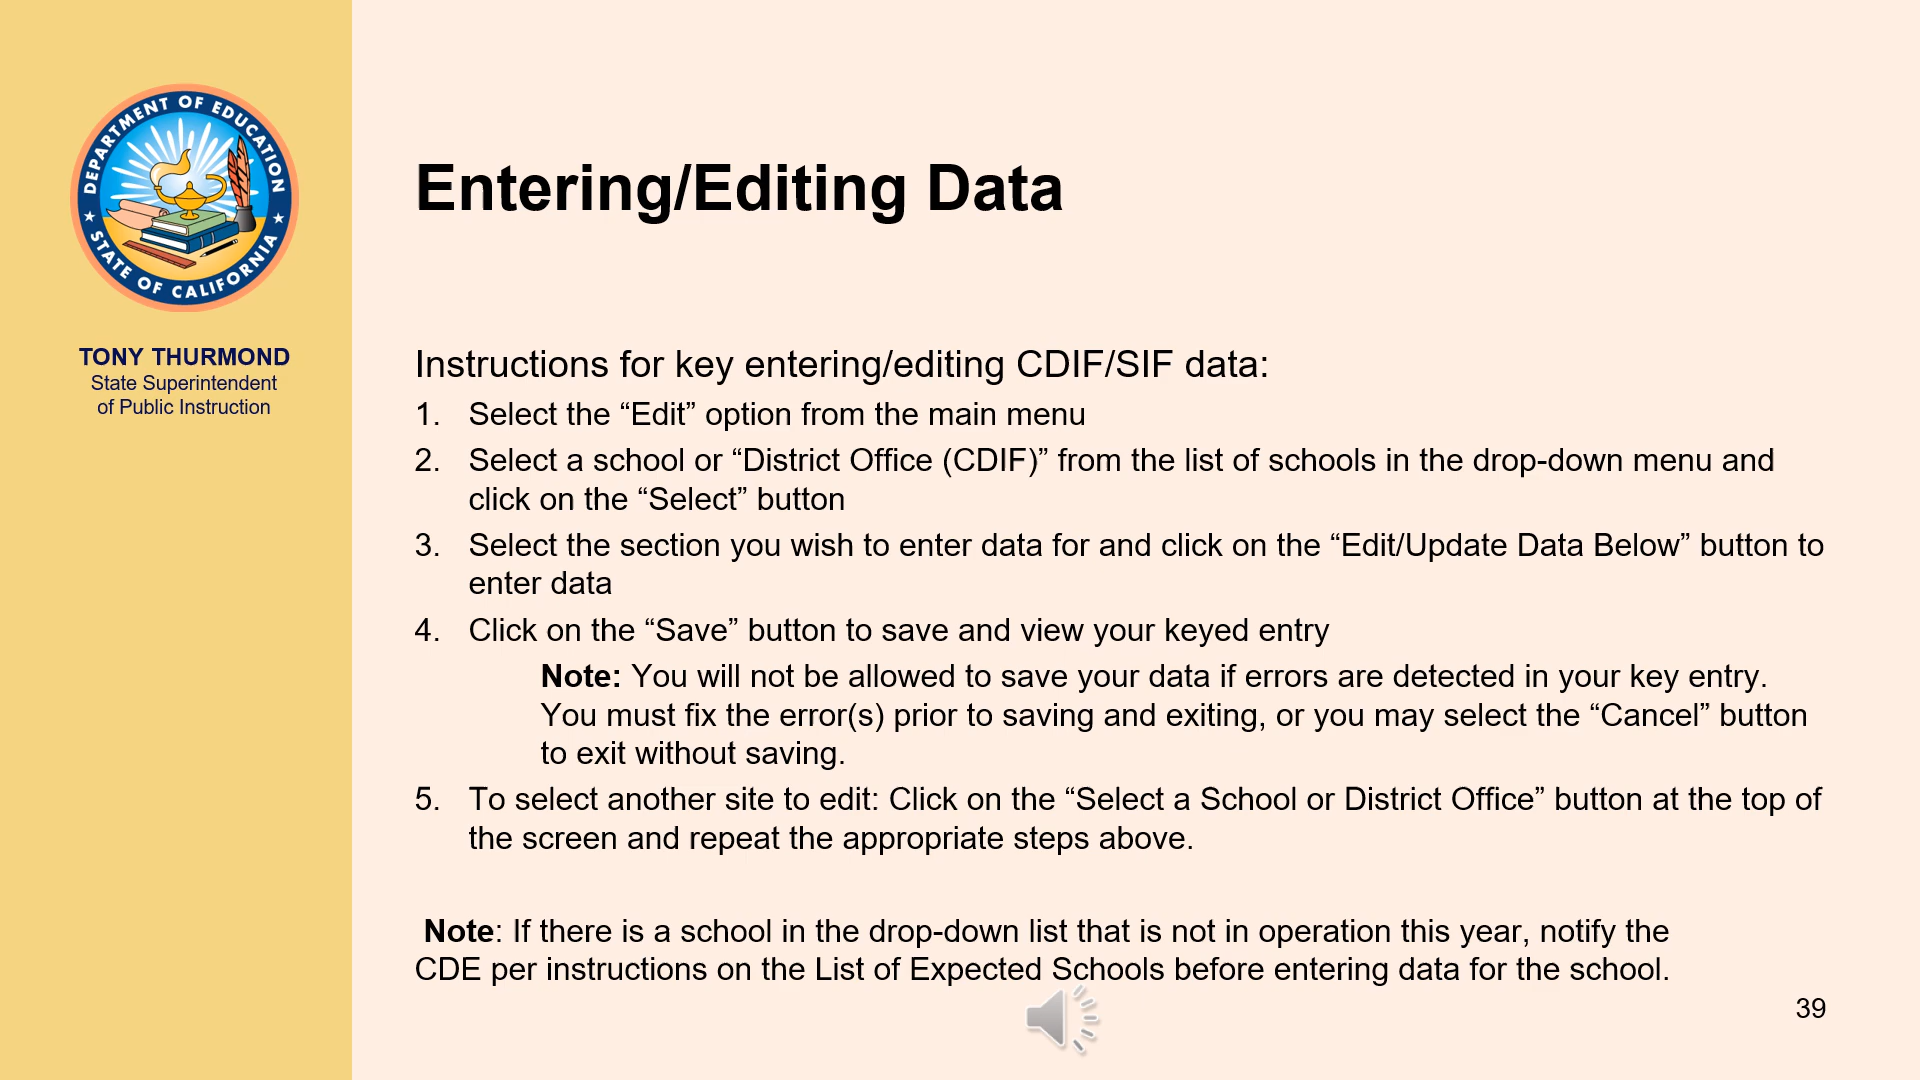 DEPARTMENT OF EDUCATION
STATE OF CALIFORNIA
TONY THURMOND
State Superintendent
of Public Instruction
Entering/Editing Data
Instructions for key entering/editing CDIF/SIF data:
1. Select the “Edit” option from the main menu
2. Select a school or “District Office (CDIF)” from the list of schools in the drop-down menu and
click on the “Select” button
3. Select the section you wish to enter data for and click on the “Edit/Update Data Below” button to
enter data
4. Click on the “Save” button to save and view your keyed entry
Note: You will not be allowed to save your data if errors are detected in your key entry.
You must fix the error(s) prior to saving and exiting, or you may select the “Cancel” button
to exit without saving.
5. To select another site to edit: Click on the “Select a School or District Office” button at the top of
the screen and repeat the appropriate steps above.
Note: If there is a school in the drop-down list that is not in operation this year, notify the
CDE per instructions on the List of Expected Schools before entering data for the school.
39